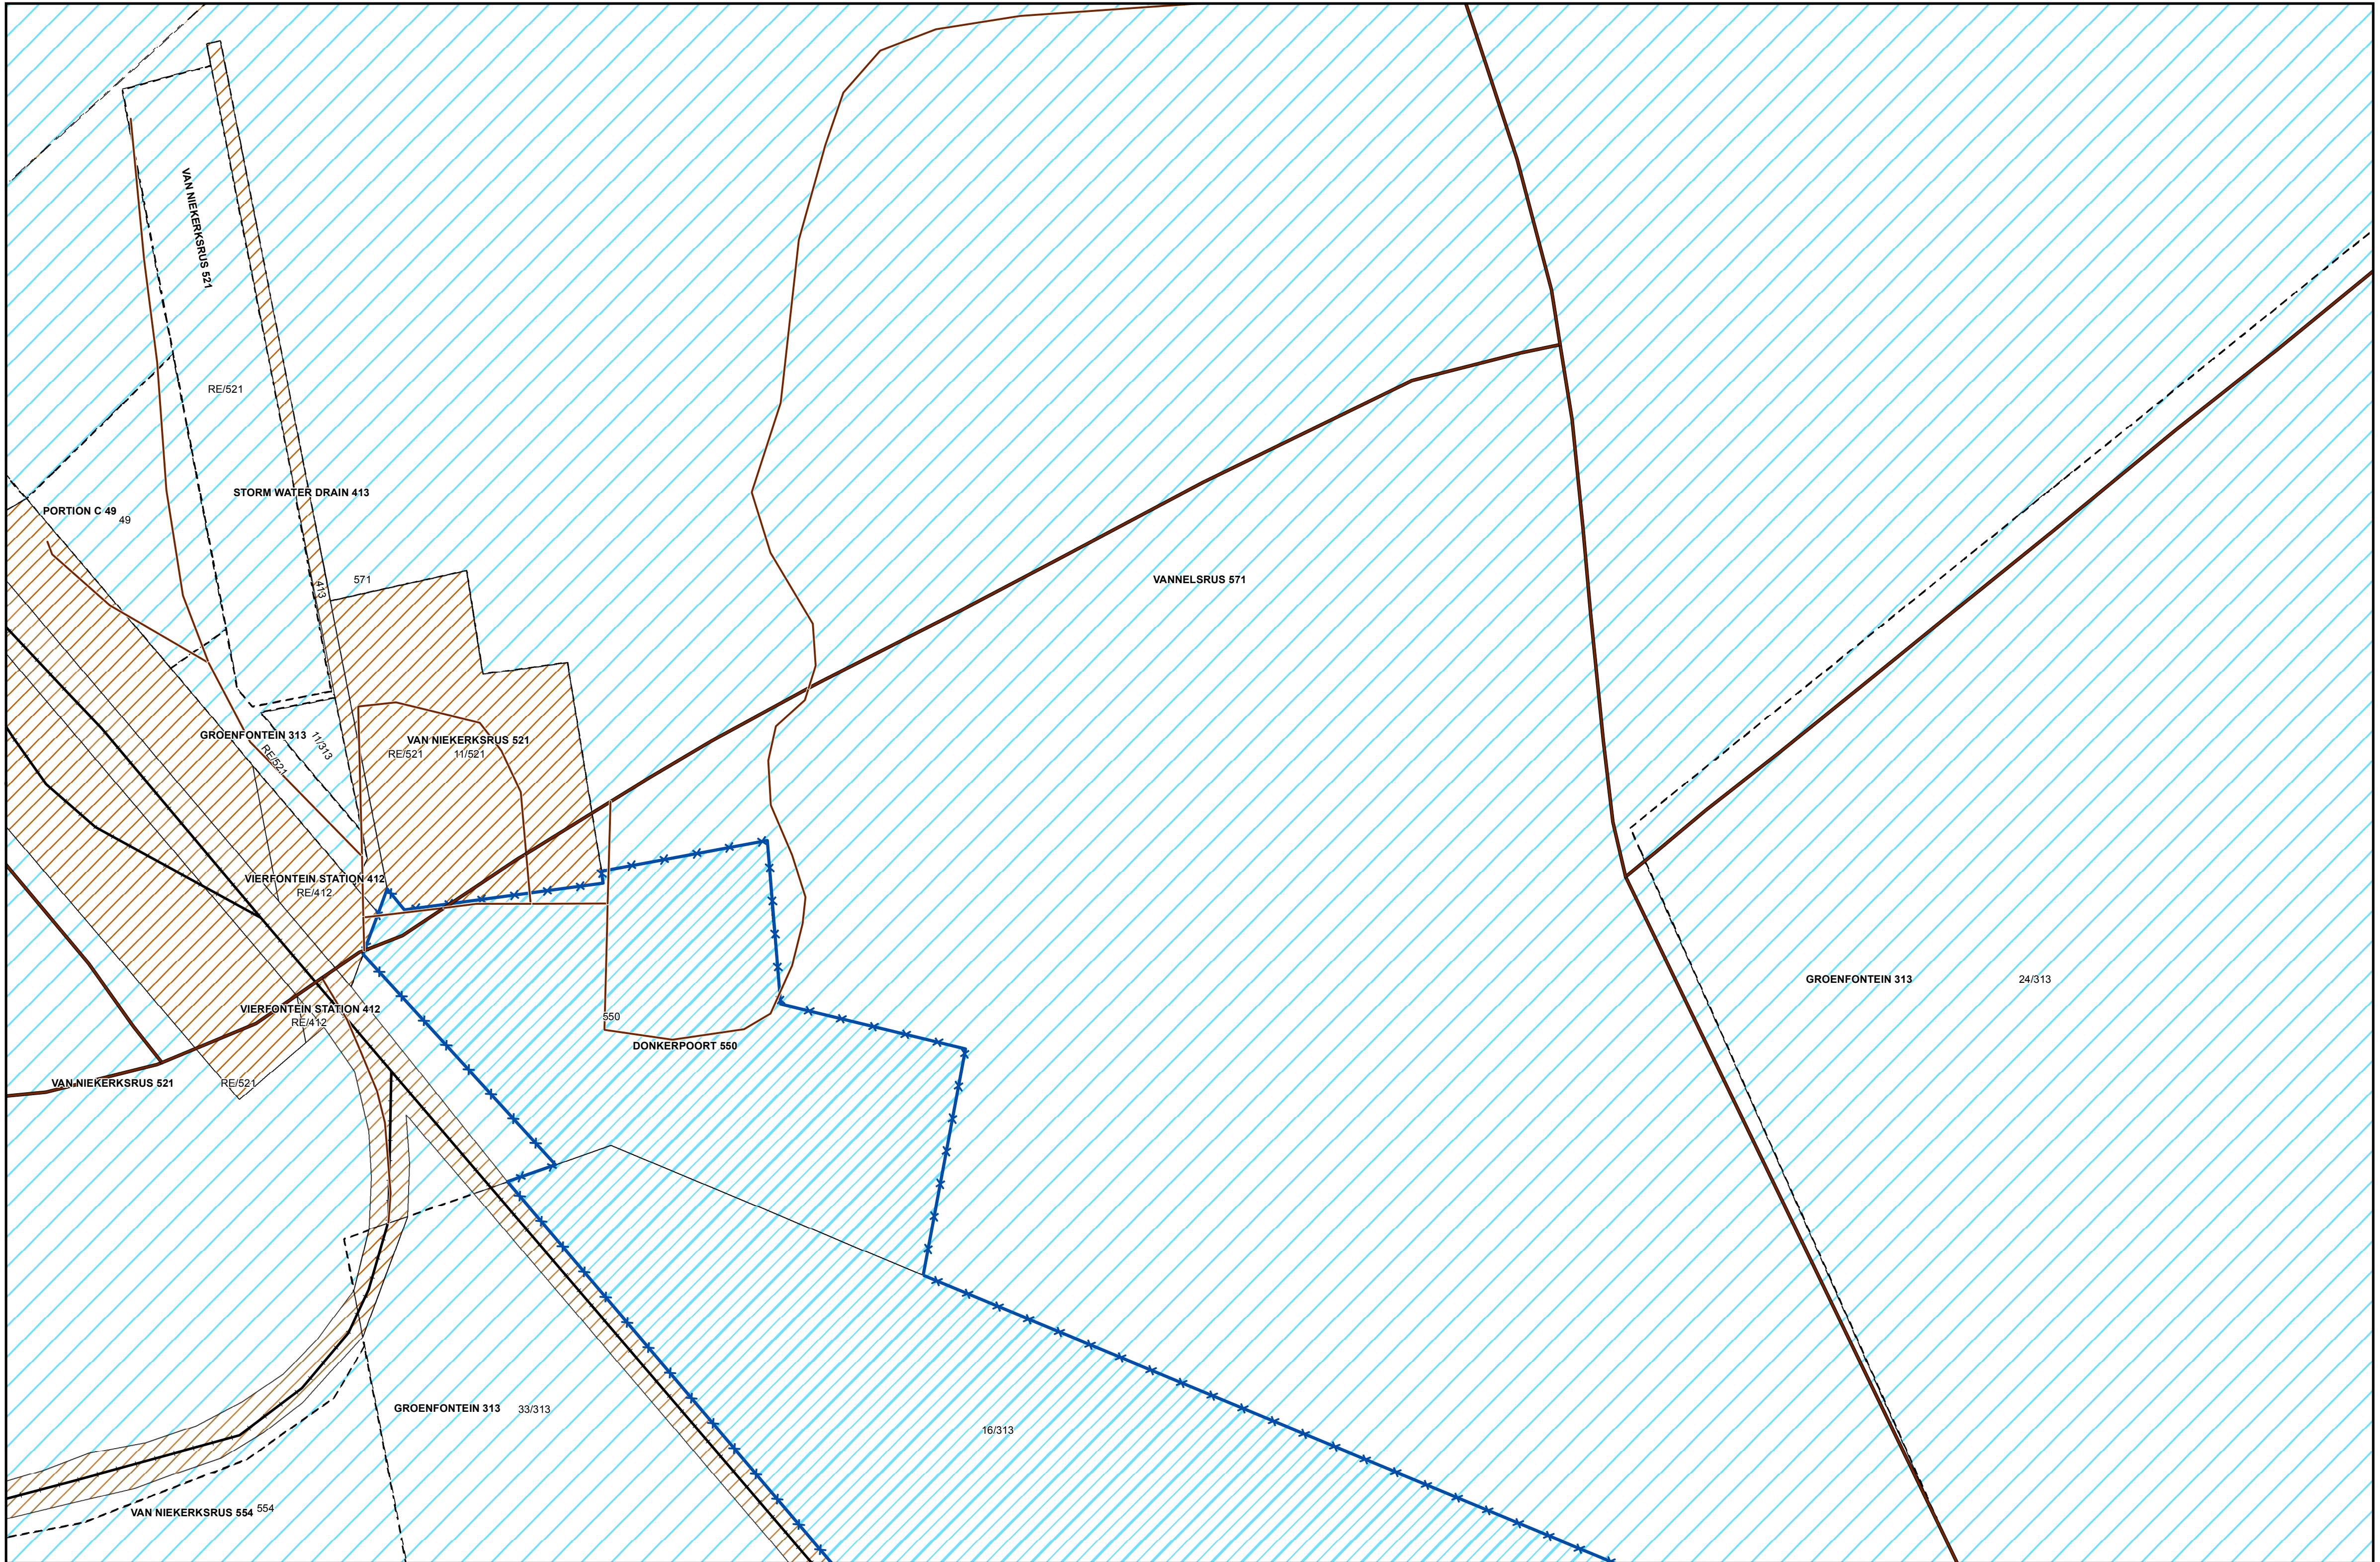 VAN NIEKERKSRUS 521
RE/521
STORM WATER DRAIN 413
PORTION C 49
49
413
571
VANNELSRUS 571
GROENFONTEIN 313
11/313
RE/521
VAN NIEKERKSRUS 521
RE/521
11/521
VIERFONTEIN STATION 412
RE/412
GROENFONTEIN 313
24/313
VIERFONTEIN STATION 412
RE/412
550
DONKERPOORT 550
VAN NIEKERKSRUS 521
RE/521
GROENFONTEIN 313
33/313
16/313
VAN NIEKERKSRUS 554
554